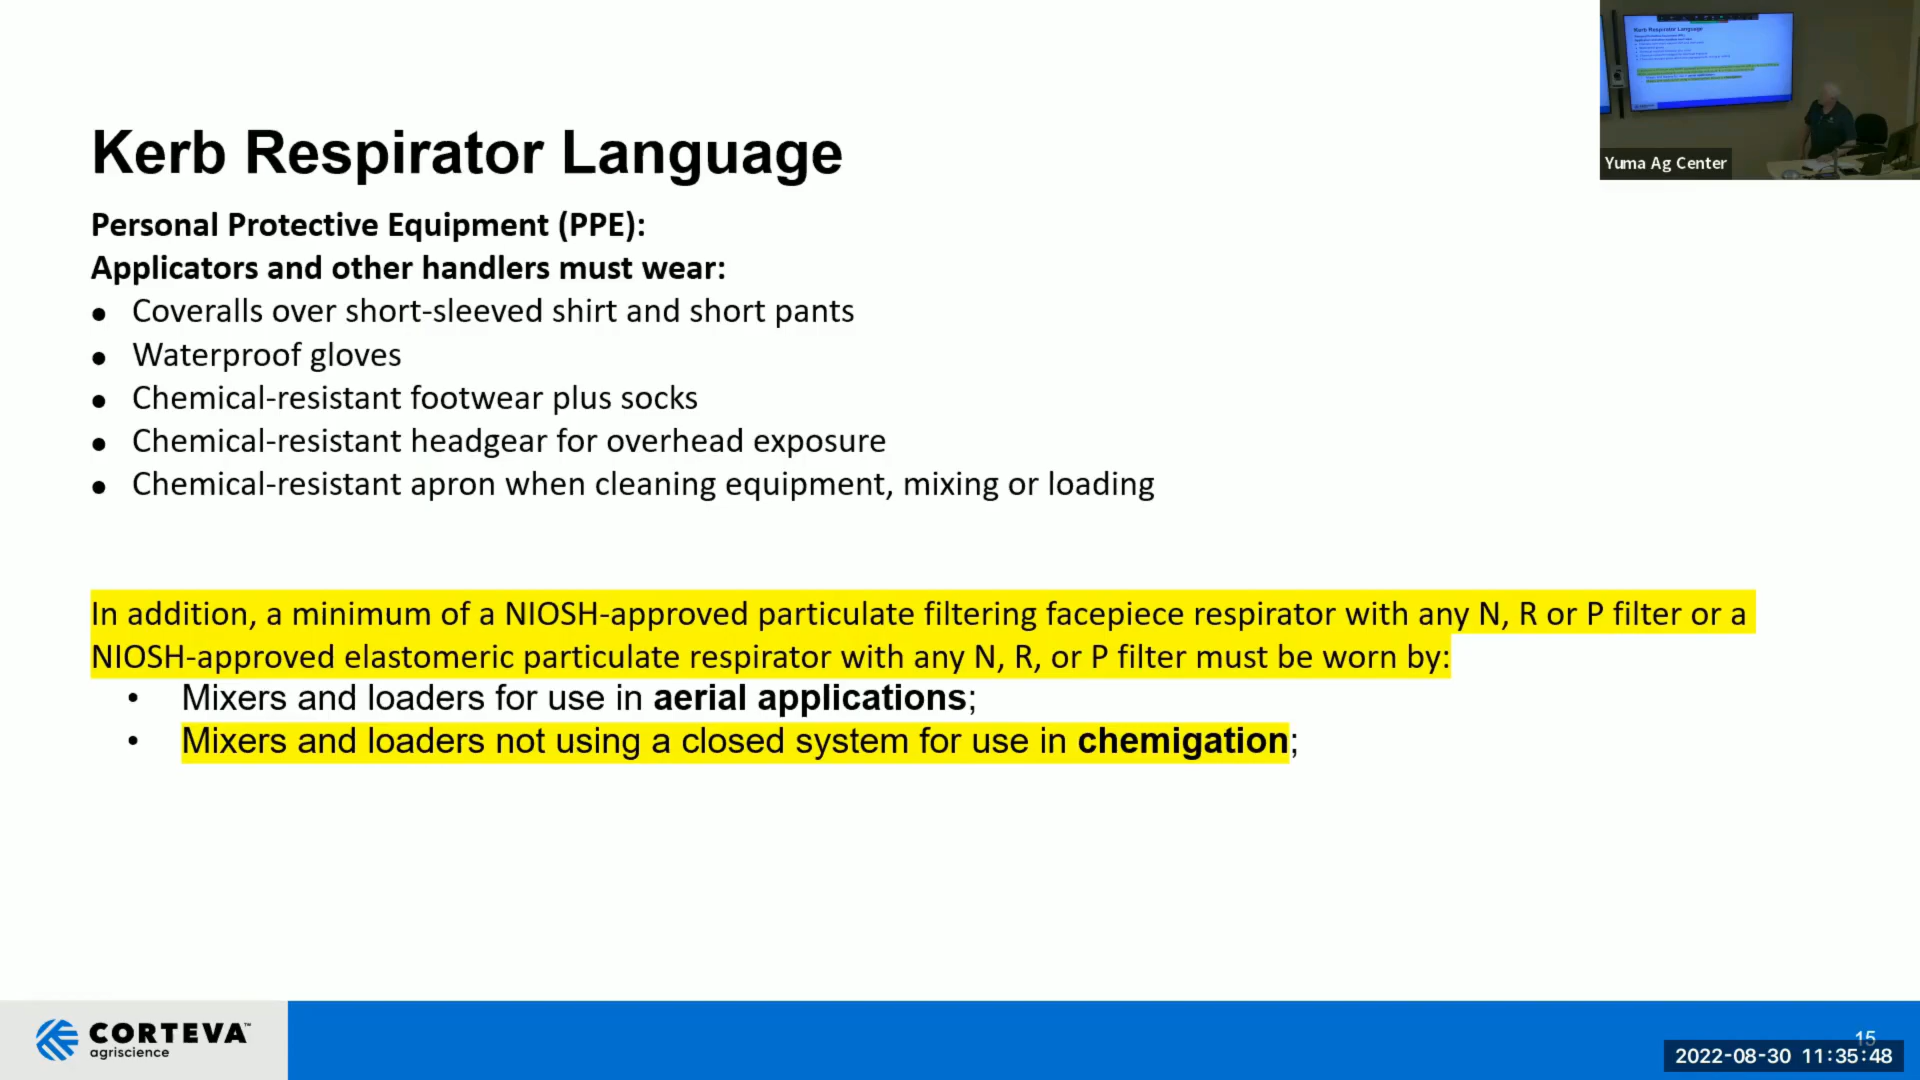 Kerb Respirator Language
Yuma Ag Center
Kerb Respirator Language
Personal Protective Equipment (PPE):
Applicators and other handlers must wear:
● Coveralls over short-sleeved shirt and short pants
● Waterproof gloves
● Chemical-resistant footwear plus socks
● Chemical-resistant headgear for overhead exposure
● Chemical-resistant apron when cleaning equipment, mixing or loading
In addition, a minimum of a NIOSH-approved particulate filtering facepiece respirator with any N, R or P filter or a
NIOSH-approved elastomeric particulate respirator with any N, R, or P filter must be worn by:
• Mixers and loaders for use in aerial applications;
• Mixers and loaders not using a closed system for use in chemigation;
CORTEVA™
agriscience
15
2022-08-30 11:35:48